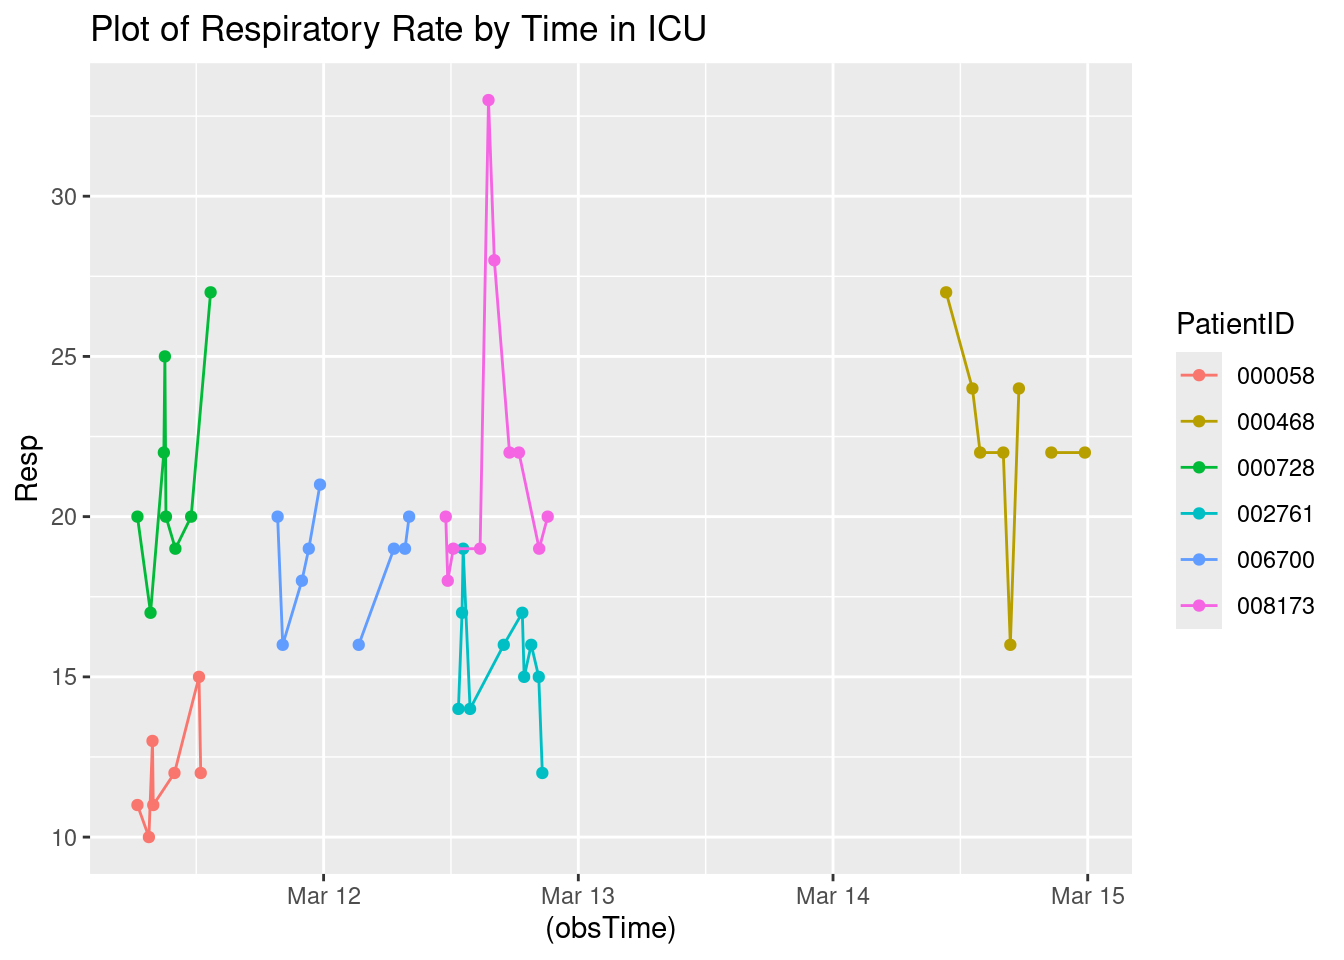 Plot of Respiratory Rate by Time in ICU
Resp
30
25
20
15
10
Mar 12
Mar 13
Mar 14
Mar 15
(obsTime)
PatientID
000058
000468
000728
002761
006700
008173